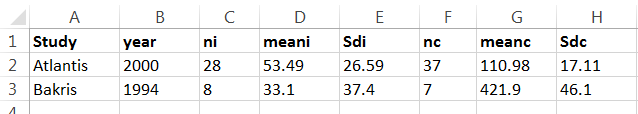 A B C D E F G H
1 Study year ni meani Sdi nc meanc Sdc
2 Atlantis 2000 28 53.49 26.59 37 110.98 17.11
3 Bakris 1994 8 33.1 37.4 7 421.9 46.1